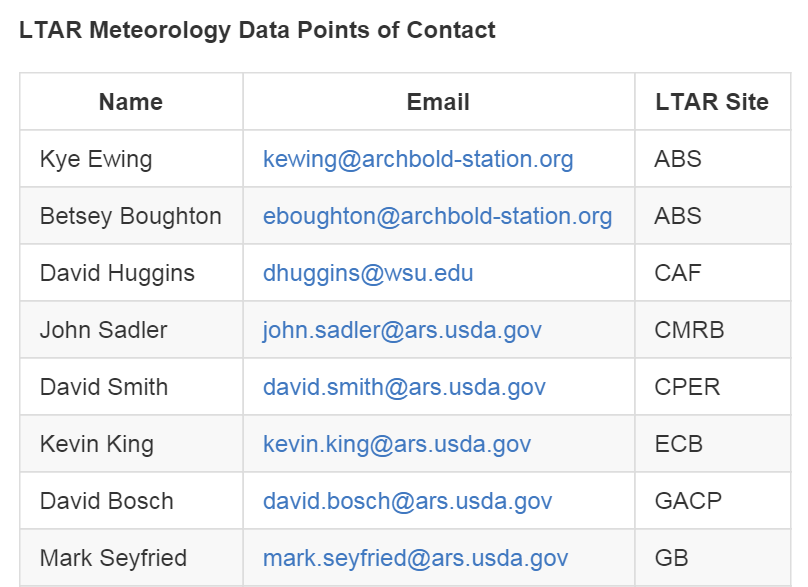 LTAR Meteorology Data Points of Contact
Name Email LTAR Site
Kye Ewing kewing@archbold-station.org ABS
Betsey Boughton eboughton@archbold-station.org ABS
David Huggins dhuggins@wsu.edu CAF
John Sadler john.sadler@ars.usda.gov CMRB
David Smith david.smith@ars.usda.gov CPER
Kevin King kevin.king@ars.usda.gov ECB
David Bosch david.bosch@ars.usda.gov GACP
Mark Seyfried mark.seyfried@ars.usda.gov GB